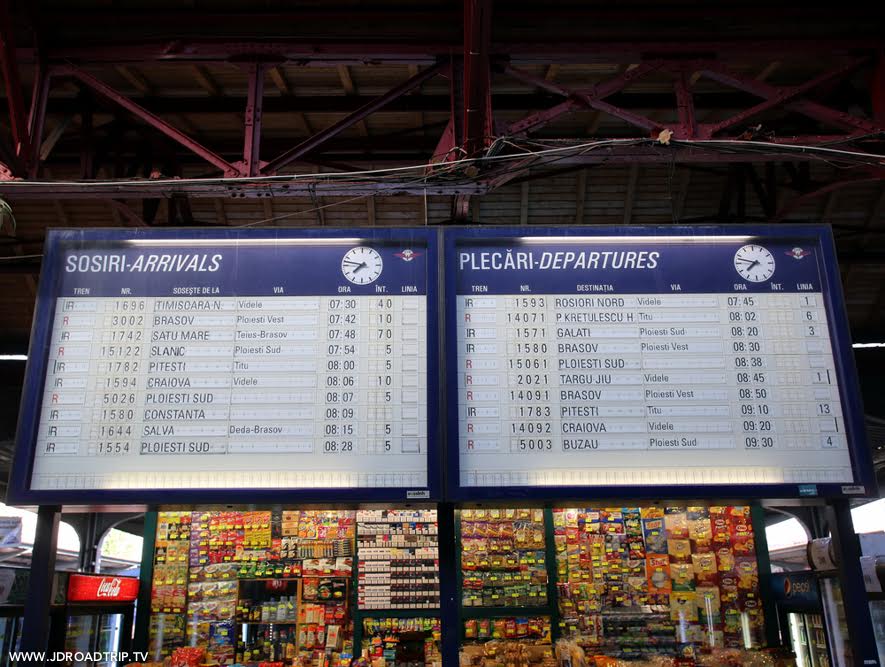 SOSIRI-ARRIVALS
TREN NR. SOSEȘTE DE LA VIA ORA ÎNT. LINIA
IR 1696 TIMISOARA N. Videle 07:30 40
R 3002 BRASOV Ploiesti Vest 07:42 10
IR 1742 SATU MARE Teius-Brasov 07:48 70
R 15122 SLANIC Ploiesti Sud 07:54 5
IR 1782 PITESTI Titu 08:00 5
IR 1594 CRAIOVA Videle 08:06 10
R 5026 PLOIESTI SUD 08:07 5
IR 1580 CONSTANTA 08:09
IR 1644 SALVA Deda-Brasov 08:15 5
IR 1554 PLOIESTI SUD 08:28 5
PLECĂRI-DEPARTURES
TREN NR. DESTINAȚIA VIA ORA ÎNT. LINIA
IR 1593 ROSIORI NORD Videle 07:45 1
R 14071 P.KRETULESCU H. Titu 08:02 6
IR 1571 GALATI Ploiesti Sud 08:20 3
IR 1580 BRASOV Ploiesti Vest 08:30
R 15061 PLOIESTI SUD 08:38
R 2021 TARGU JIU Videle 08:45 1
R 14091 BRASOV Ploiesti Vest 08:50
IR 1783 PITESTI Titu 09:10 13
R 14092 CRAIOVA Videle 09:20
R 5003 BUZAU Ploiesti Sud 09:30 4
Coca-Cola
pepsi
WWW.JDROADTRIP.TV